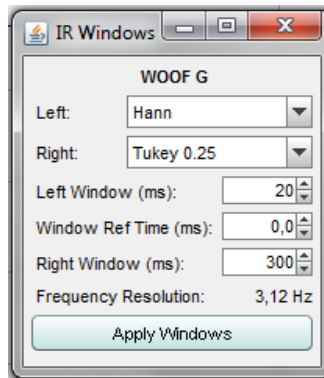 IR Windows
WOOF G
Left: Hann
Right: Tukey 0.25
Left Window (ms): 20
Window Ref Time (ms): 0,0
Right Window (ms): 300
Frequency Resolution: 3,12 Hz
Apply Windows